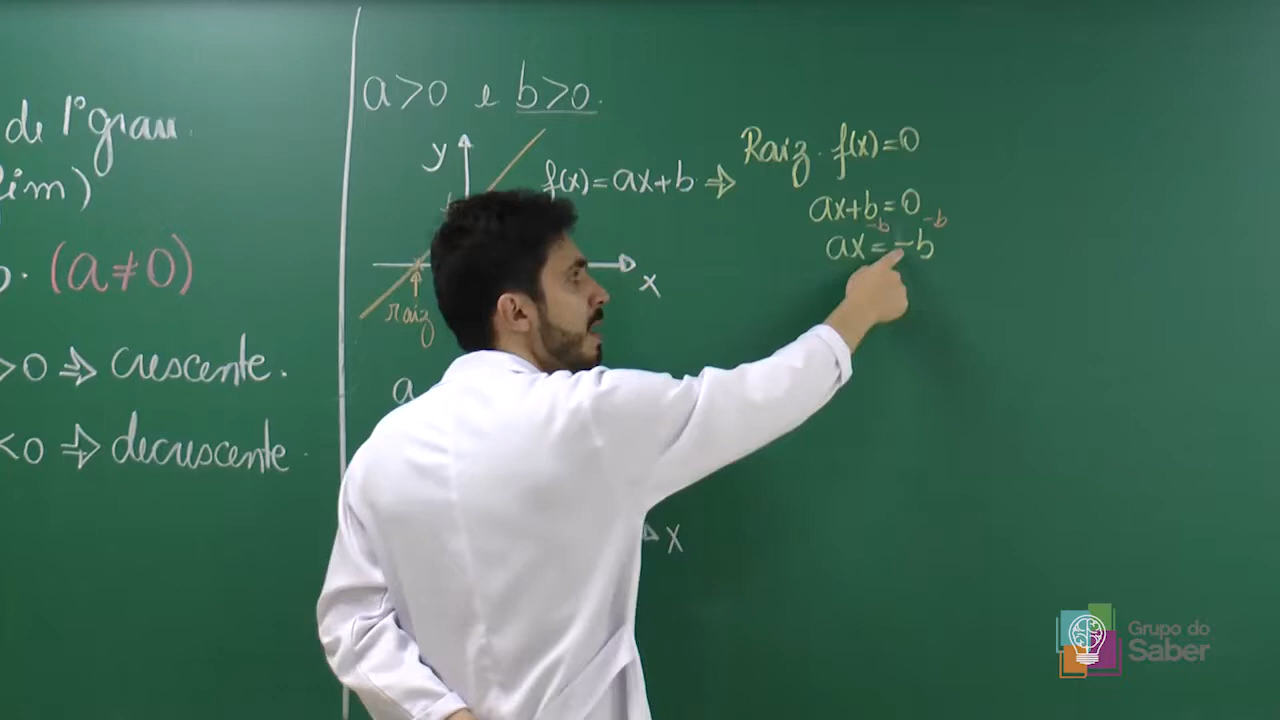 de 1º grau.
(a ≠ 0)
>0 ⇒ crescente.
<0 ⇒ decrescente.
a>0 e b>0.
y
f(x)=ax+b ⇒
x
raiz
a
x
Raiz. f(x)=0
ax+b=0
-b -b
ax=-b
Grupo do
Saber